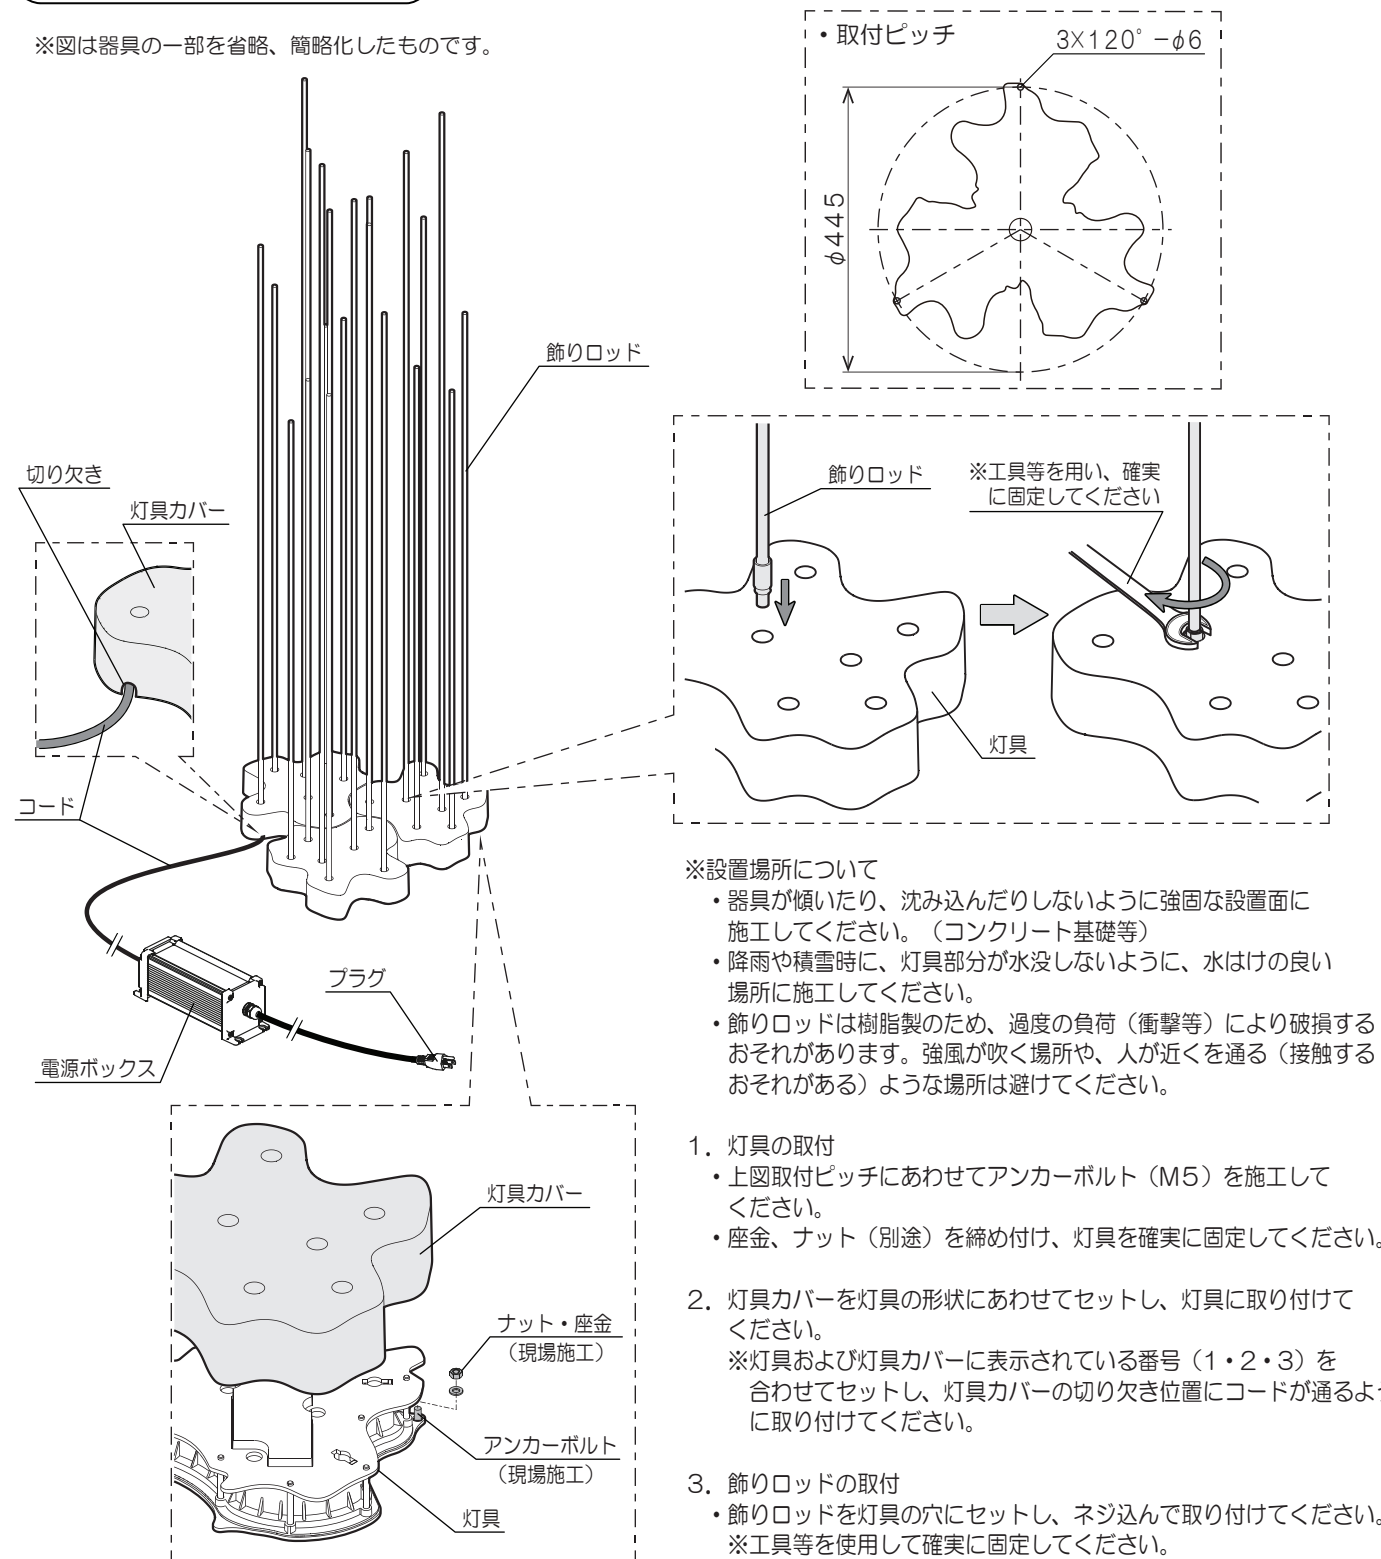 ※図は器具の一部を省略、簡略化したものです。
・取付ピッチ
3×120°−φ6
φ445
飾りロッド
切り欠き
灯具カバー
コード
飾りロッド
※工具等を用い、確実
に固定してください
灯具
プラグ
電源ボックス
灯具カバー
ナット・座金
（現場施工）
アンカーボルト
（現場施工）
灯具
※設置場所について
・器具が傾いたり、沈み込んだりしないように強固な設置面に
施工してください。（コンクリート基礎等）
・降雨や積雪時に、灯具部分が水没しないように、水はけの良い
場所に施工してください。
・飾りロッドは樹脂製のため、過度の負荷（衝撃等）により破損する
おそれがあります。強風が吹く場所や、人が近くを通る（接触する
おそれがある）ような場所は避けてください。
1．灯具の取付
・上図取付ピッチにあわせてアンカーボルト（M5）を施工して
ください。
・座金、ナット（別途）を締め付け、灯具を確実に固定してください。
2．灯具カバーを灯具の形状にあわせてセットし、灯具に取り付けて
ください。
※灯具および灯具カバーに表示されている番号（1・2・3）を
合わせてセットし、灯具カバーの切り欠き位置にコードが通るよう
に取り付けてください。
3．飾りロッドの取付
・飾りロッドを灯具の穴にセットし、ネジ込んで取り付けてください。
※工具等を使用して確実に固定してください。